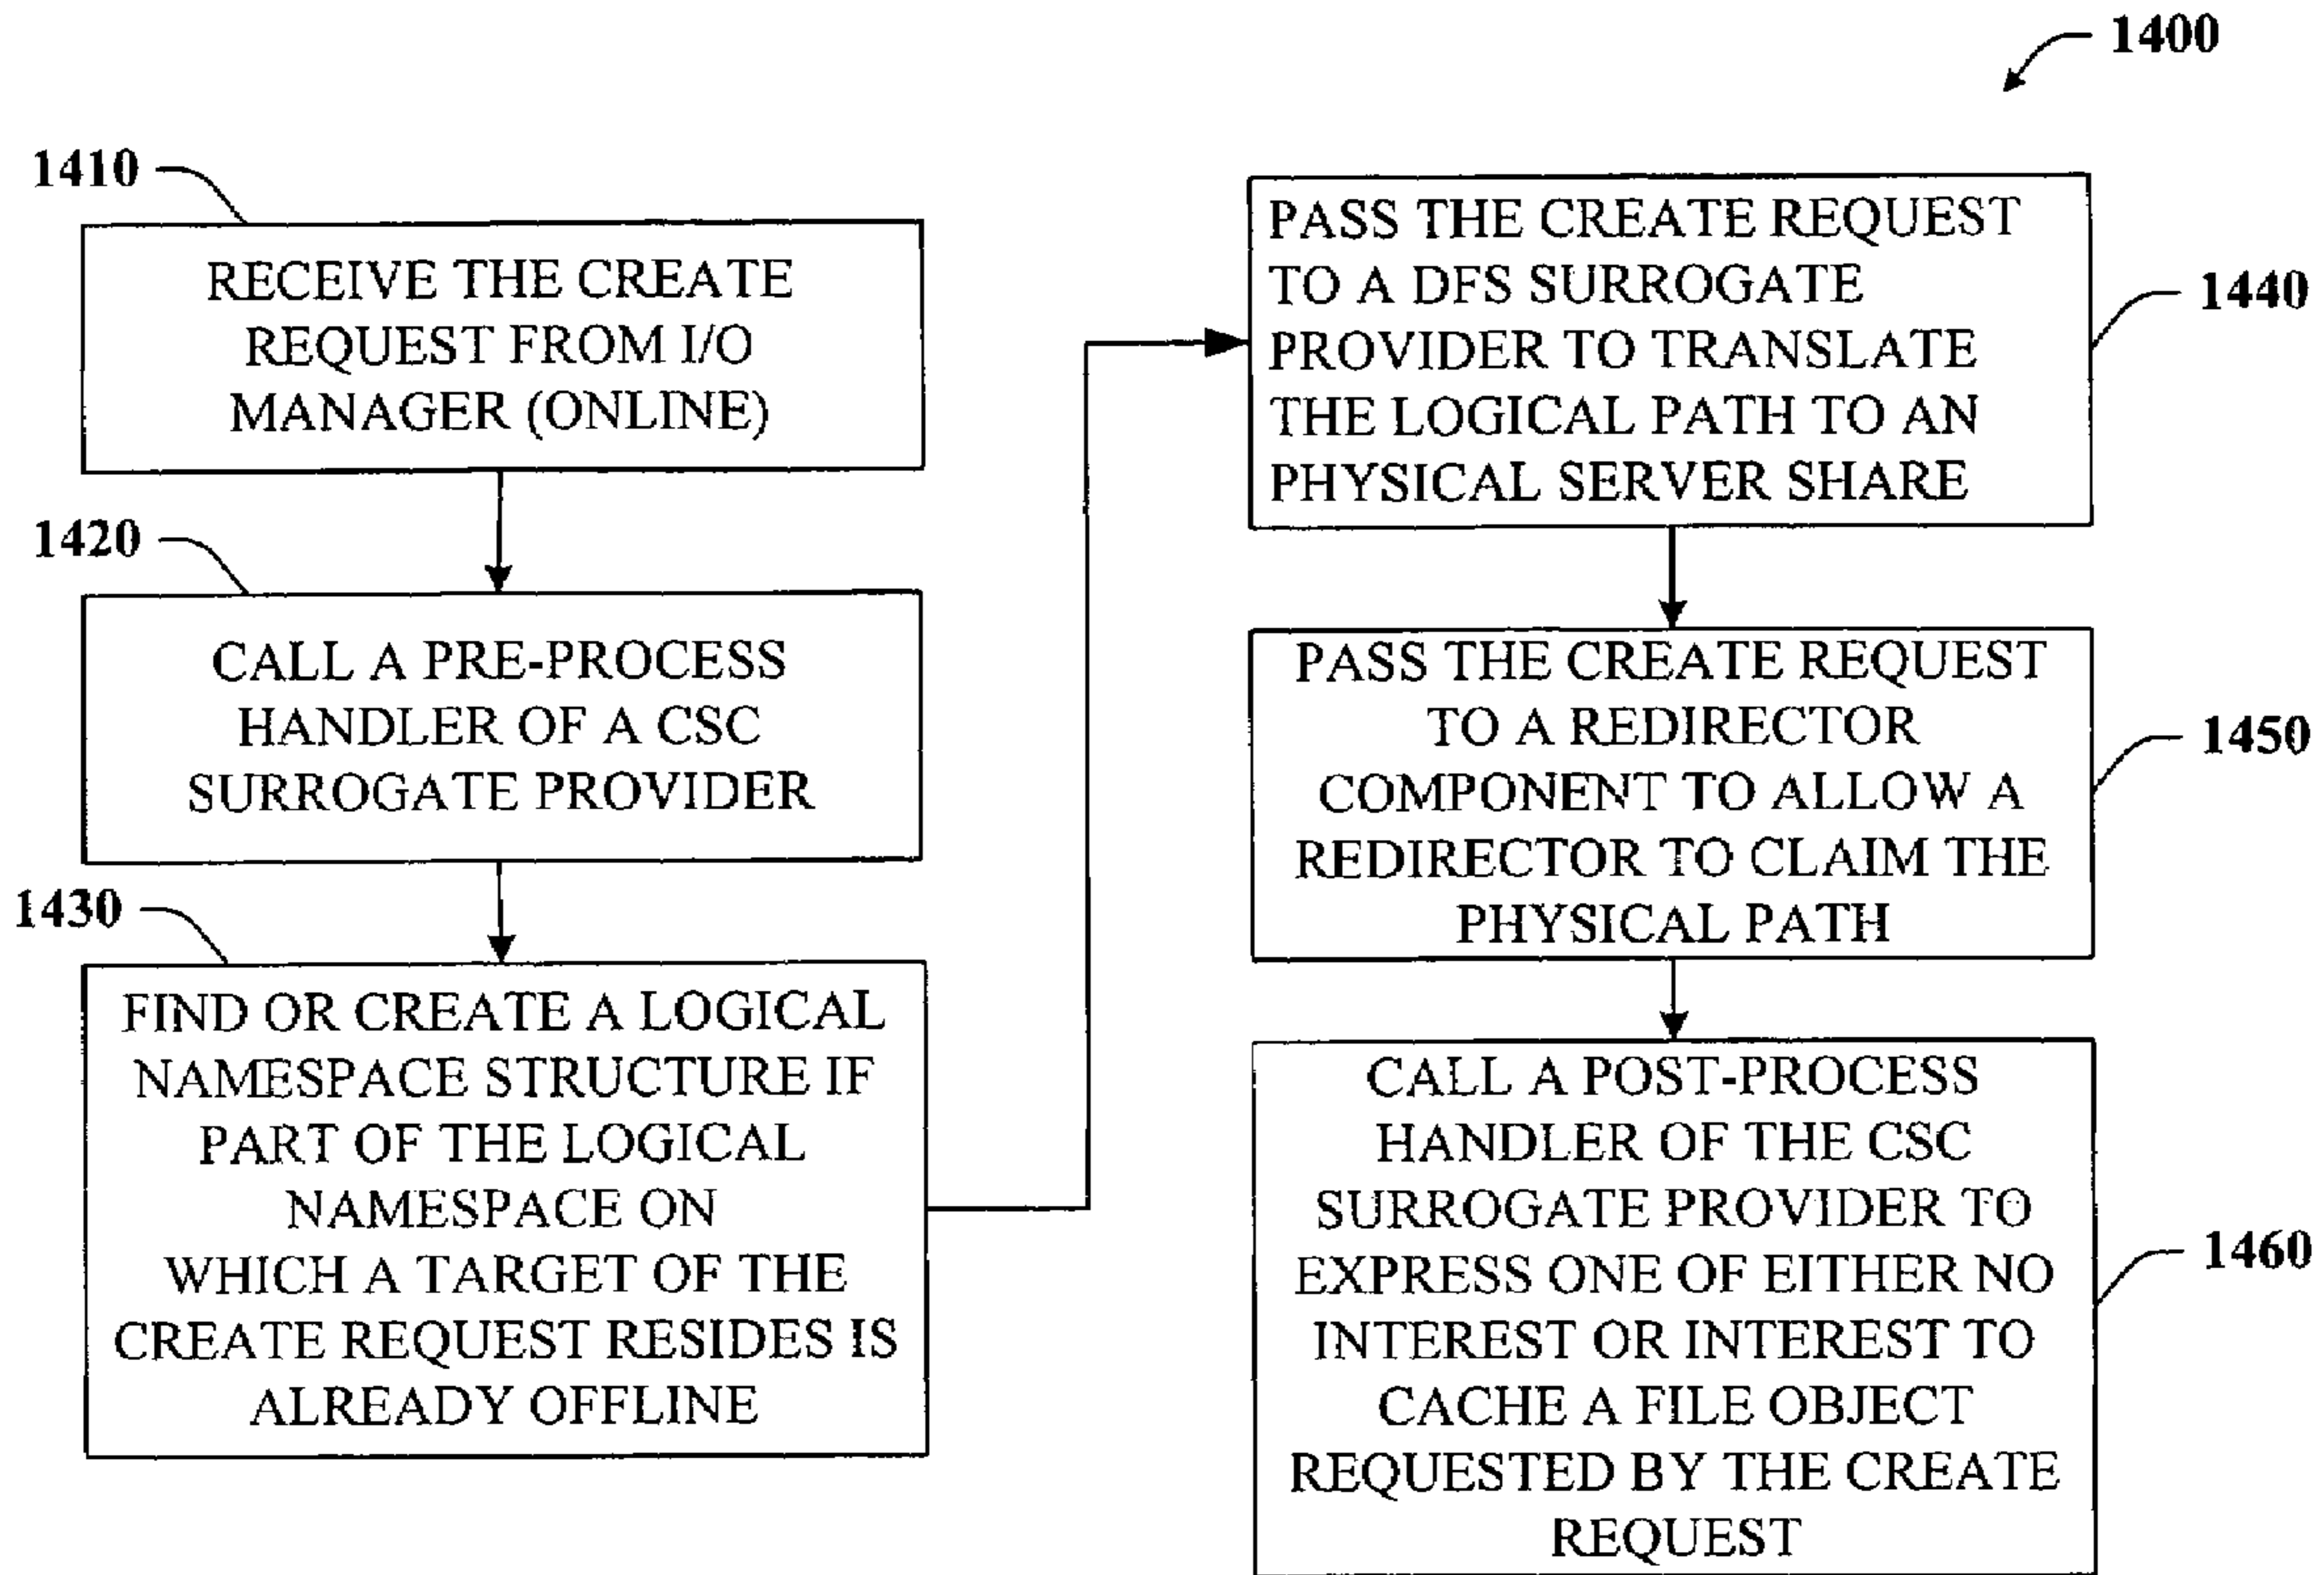 1400
1410
RECEIVE THE CREATE
REQUEST FROM I/O
MANAGER (ONLINE)
1420
CALL A PRE-PROCESS
HANDLER OF A CSC
SURROGATE PROVIDER
1430
FIND OR CREATE A LOGICAL
NAMESPACE STRUCTURE IF
PART OF THE LOGICAL
NAMESPACE ON
WHICH A TARGET OF THE
CREATE REQUEST RESIDES IS
ALREADY OFFLINE
PASS THE CREATE REQUEST
TO A DFS SURROGATE
PROVIDER TO TRANSLATE
THE LOGICAL PATH TO AN
PHYSICAL SERVER SHARE
1440
PASS THE CREATE REQUEST
TO A REDIRECTOR
COMPONENT TO ALLOW A
REDIRECTOR TO CLAIM THE
PHYSICAL PATH
1450
CALL A POST-PROCESS
HANDLER OF THE CSC
SURROGATE PROVIDER TO
EXPRESS ONE OF EITHER NO
INTEREST OR INTEREST TO
CACHE A FILE OBJECT
REQUESTED BY THE CREATE
REQUEST
1460